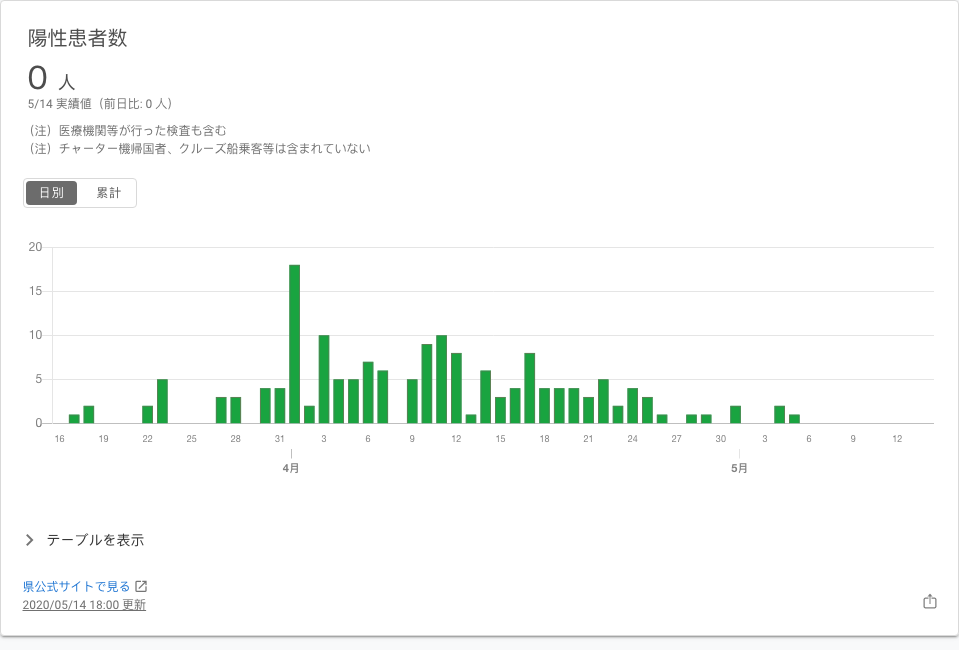 陽性患者数
0 人
5/14 実績値（前日比: 0 人）
（注）医療機関等が行った検査も含む
（注）チャーター機帰国者、クルーズ船乗客等は含まれていない
日別 累計
20
15
10
5
0
16 19 22 25 28 31 3 6 9 12 15 18 21 24 27 30 3 6 9 12
4月 5月
テーブルを表示
県公式サイトで見る
2020/05/14 18:00 更新